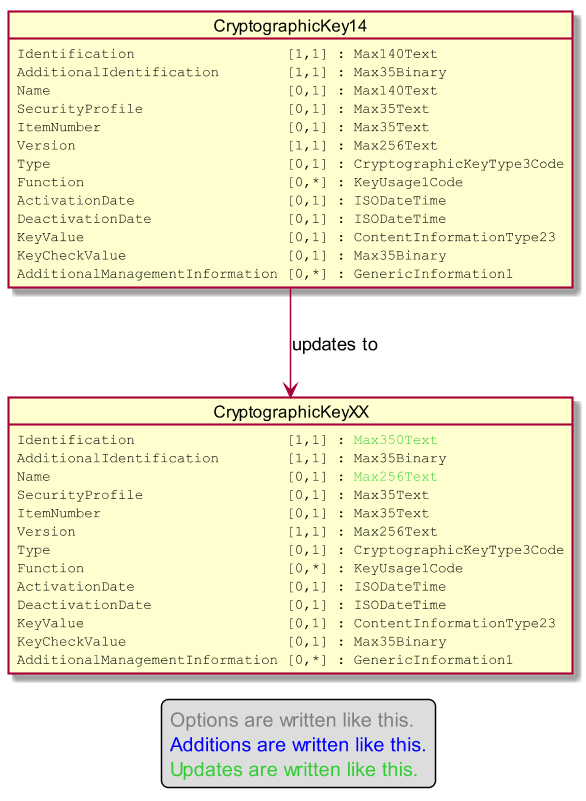 CryptographicKey14
Identification [1,1] : Max140Text
AdditionalIdentification [1,1] : Max35Binary
Name [0,1] : Max140Text
SecurityProfile [0,1] : Max35Text
ItemNumber [0,1] : Max35Text
Version [1,1] : Max256Text
Type [0,1] : CryptographicKeyType3Code
Function [0,*] : KeyUsage1Code
ActivationDate [0,1] : ISODateTime
DeactivationDate [0,1] : ISODateTime
KeyValue [0,1] : ContentInformationType23
KeyCheckValue [0,1] : Max35Binary
AdditionalManagementInformation [0,*] : GenericInformation1
updates to
CryptographicKeyXX
Identification [1,1] : Max350Text
AdditionalIdentification [1,1] : Max35Binary
Name [0,1] : Max256Text
SecurityProfile [0,1] : Max35Text
ItemNumber [0,1] : Max35Text
Version [1,1] : Max256Text
Type [0,1] : CryptographicKeyType3Code
Function [0,*] : KeyUsage1Code
ActivationDate [0,1] : ISODateTime
DeactivationDate [0,1] : ISODateTime
KeyValue [0,1] : ContentInformationType23
KeyCheckValue [0,1] : Max35Binary
AdditionalManagementInformation [0,*] : GenericInformation1
Options are written like this.
Additions are written like this.
Updates are written like this.